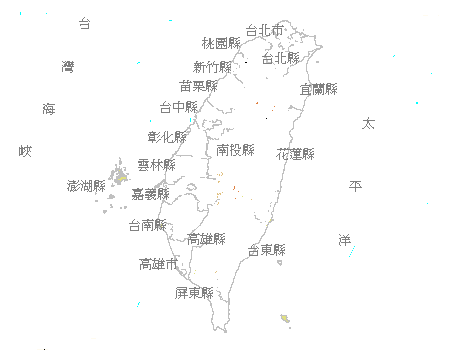 台灣海峽
台北市
桃園縣
台北縣
新竹縣
苗栗縣
宜蘭縣
台中縣
太平洋
彰化縣
南投縣
花蓮縣
雲林縣
澎湖縣
嘉義縣
台南縣
高雄縣
台東縣
高雄市
屏東縣